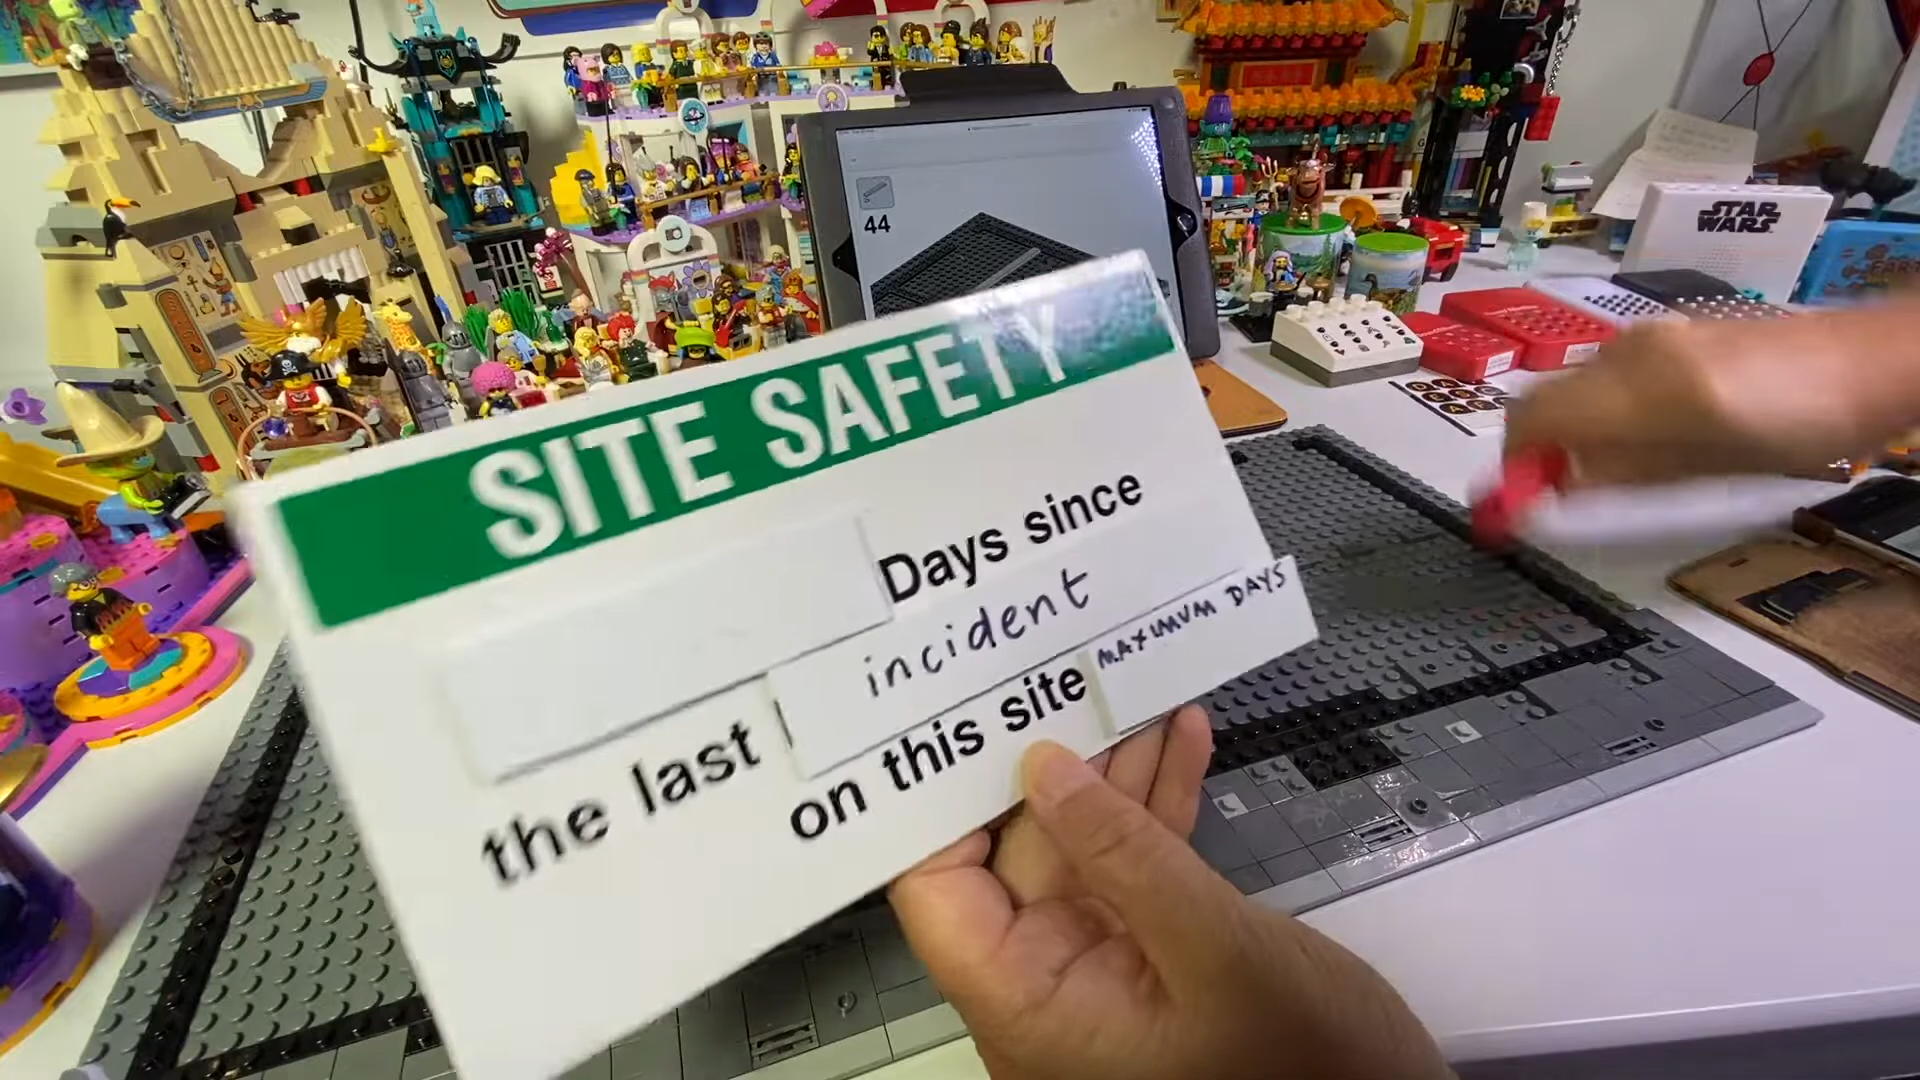 44
STAR
WARS
SITE SAFETY
Days since
the last incident
on this site MAXIMUM DAYS